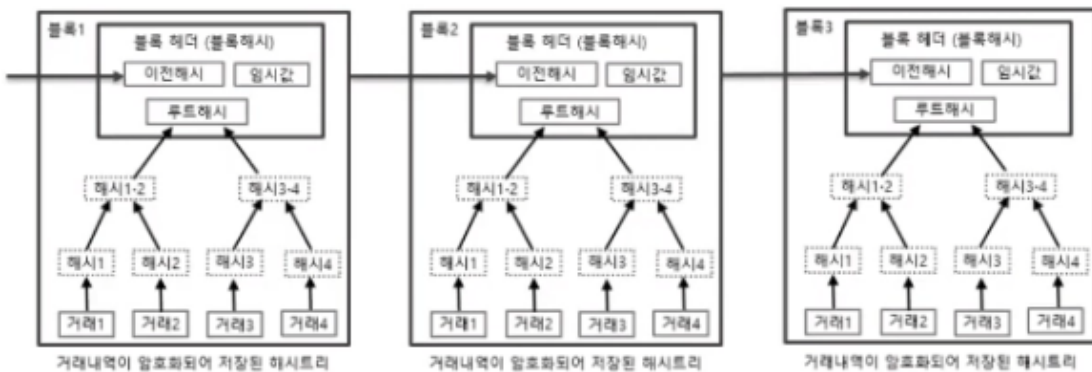 블록1
블록 헤더 (블록해시)
이전해시 임시값
루트해시
해시1-2 해시3-4
해시1 해시2 해시3 해시4
거래1 거래2 거래3 거래4
거래내역이 암호화되어 저장된 해시트리
블록2
블록 헤더 (블록해시)
이전해시 임시값
루트해시
해시1-2 해시3-4
해시1 해시2 해시3 해시4
거래1 거래2 거래3 거래4
거래내역이 암호화되어 저장된 해시트리
블록3
블록 헤더 (블록해시)
이전해시 임시값
루트해시
해시1-2 해시3-4
해시1 해시2 해시3 해시4
거래1 거래2 거래3 거래4
거래내역이 암호화되어 저장된 해시트리